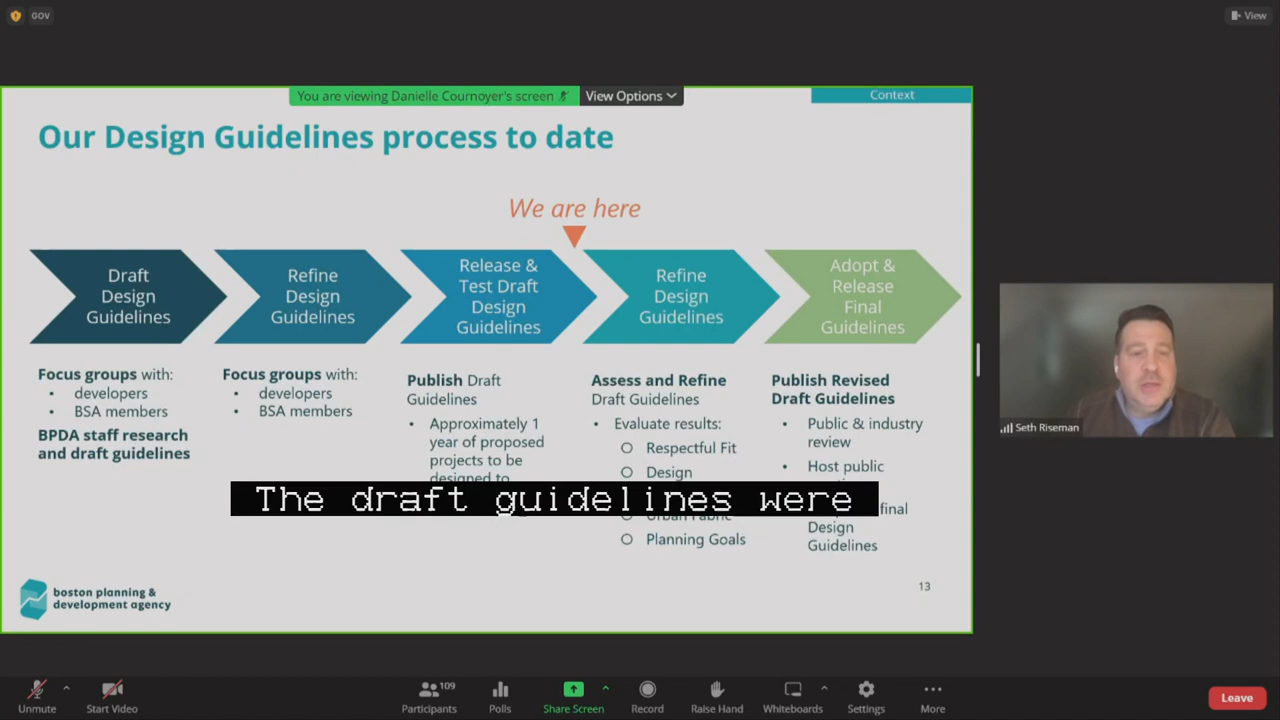 GOV
View
You are viewing Danielle Cournoyer's screen
View Options
Context
Our Design Guidelines process to date
We are here
Draft
Design
Guidelines
Refine
Design
Guidelines
Release &
Test Draft
Design
Guidelines
Refine
Design
Guidelines
Adopt &
Release
Final
Guidelines
Focus groups with:
• developers
• BSA members
BPDA staff research
and draft guidelines
Focus groups with:
• developers
• BSA members
Publish Draft
Guidelines
• Approximately 1
year of proposed
projects to be
designed to
Assess and Refine
Draft Guidelines
• Evaluate results:
○ Respectful Fit
○ Design
○ Urban Fabric
○ Planning Goals
Publish Revised
Draft Guidelines
• Public & industry
review
• Host public
final
Design
Guidelines
The draft guidelines were
boston planning &
development agency
13
Seth Riseman
Unmute
Start Video
109
Participants
Polls
Share Screen
Record
Raise Hand
Whiteboards
Settings
More
Leave